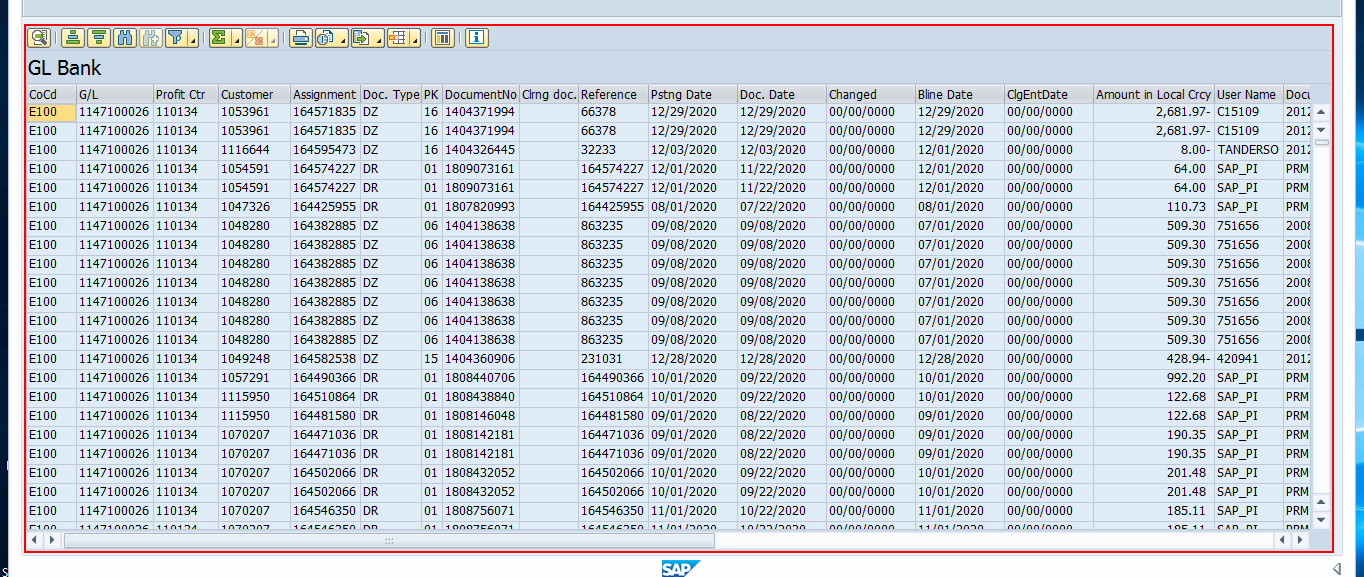 GL Bank
CoCd G/L Profit Ctr Customer Assignment Doc. Type PK DocumentNo Clrng doc. Reference Pstng Date Doc. Date Changed Bline Date ClgEntDate Amount in Local Crcy User Name Docu
E100 1147100026 110134 1053961 164571835 DZ 16 1404371994 66378 12/29/2020 12/29/2020 00/00/0000 12/29/2020 00/00/0000 2,681.97- C15109 2012
E100 1147100026 110134 1053961 164571835 DZ 16 1404371994 66378 12/29/2020 12/29/2020 00/00/0000 12/29/2020 00/00/0000 2,681.97- C15109 2012
E100 1147100026 110134 1116644 164595473 DZ 16 1404326445 32233 12/03/2020 12/03/2020 00/00/0000 12/01/2020 00/00/0000 8.00- TANDERSO 2012
E100 1147100026 110134 1054591 164574227 DR 01 1809073161 164574227 12/01/2020 11/22/2020 00/00/0000 12/01/2020 00/00/0000 64.00 SAP_PI PRM
E100 1147100026 110134 1054591 164574227 DR 01 1809073161 164574227 12/01/2020 11/22/2020 00/00/0000 12/01/2020 00/00/0000 64.00 SAP_PI PRM
E100 1147100026 110134 1047326 164425955 DR 01 1807820993 164425955 08/01/2020 07/22/2020 00/00/0000 08/01/2020 00/00/0000 110.73 SAP_PI PRM
E100 1147100026 110134 1048280 164382885 DZ 06 1404138638 863235 09/08/2020 09/08/2020 00/00/0000 07/01/2020 00/00/0000 509.30 751656 2008
E100 1147100026 110134 1048280 164382885 DZ 06 1404138638 863235 09/08/2020 09/08/2020 00/00/0000 07/01/2020 00/00/0000 509.30 751656 2008
E100 1147100026 110134 1048280 164382885 DZ 06 1404138638 863235 09/08/2020 09/08/2020 00/00/0000 07/01/2020 00/00/0000 509.30 751656 2008
E100 1147100026 110134 1048280 164382885 DZ 06 1404138638 863235 09/08/2020 09/08/2020 00/00/0000 07/01/2020 00/00/0000 509.30 751656 2008
E100 1147100026 110134 1048280 164382885 DZ 06 1404138638 863235 09/08/2020 09/08/2020 00/00/0000 07/01/2020 00/00/0000 509.30 751656 2008
E100 1147100026 110134 1048280 164382885 DZ 06 1404138638 863235 09/08/2020 09/08/2020 00/00/0000 07/01/2020 00/00/0000 509.30 751656 2008
E100 1147100026 110134 1048280 164382885 DZ 06 1404138638 863235 09/08/2020 09/08/2020 00/00/0000 07/01/2020 00/00/0000 509.30 751656 2008
E100 1147100026 110134 1049248 164582538 DZ 15 1404360906 231031 12/28/2020 12/28/2020 00/00/0000 12/28/2020 00/00/0000 428.94- 420941 2012
E100 1147100026 110134 1057291 164490366 DR 01 1808440706 164490366 10/01/2020 09/22/2020 00/00/0000 10/01/2020 00/00/0000 992.20 SAP_PI PRM
E100 1147100026 110134 1115950 164510864 DR 01 1808438840 164510864 10/01/2020 09/22/2020 00/00/0000 10/01/2020 00/00/0000 122.68 SAP_PI PRM
E100 1147100026 110134 1115950 164481580 DR 01 1808146048 164481580 09/01/2020 08/22/2020 00/00/0000 09/01/2020 00/00/0000 122.68 SAP_PI PRM
E100 1147100026 110134 1070207 164471036 DR 01 1808142181 164471036 09/01/2020 08/22/2020 00/00/0000 09/01/2020 00/00/0000 190.35 SAP_PI PRM
E100 1147100026 110134 1070207 164471036 DR 01 1808142181 164471036 09/01/2020 08/22/2020 00/00/0000 09/01/2020 00/00/0000 190.35 SAP_PI PRM
E100 1147100026 110134 1070207 164502066 DR 01 1808432052 164502066 10/01/2020 09/22/2020 00/00/0000 10/01/2020 00/00/0000 201.48 SAP_PI PRM
E100 1147100026 110134 1070207 164502066 DR 01 1808432052 164502066 10/01/2020 09/22/2020 00/00/0000 10/01/2020 00/00/0000 201.48 SAP_PI PRM
E100 1147100026 110134 1070207 164546350 DR 01 1808756071 164546350 11/01/2020 10/22/2020 00/00/0000 11/01/2020 00/00/0000 185.11 SAP_PI PRM
E100 1147100026 110134 1070207 164546350 DR 01 1808756071 164546350 11/01/2020 10/22/2020 00/00/0000 11/01/2020 00/00/0000 185.11 SAP_PI PRM
SAP